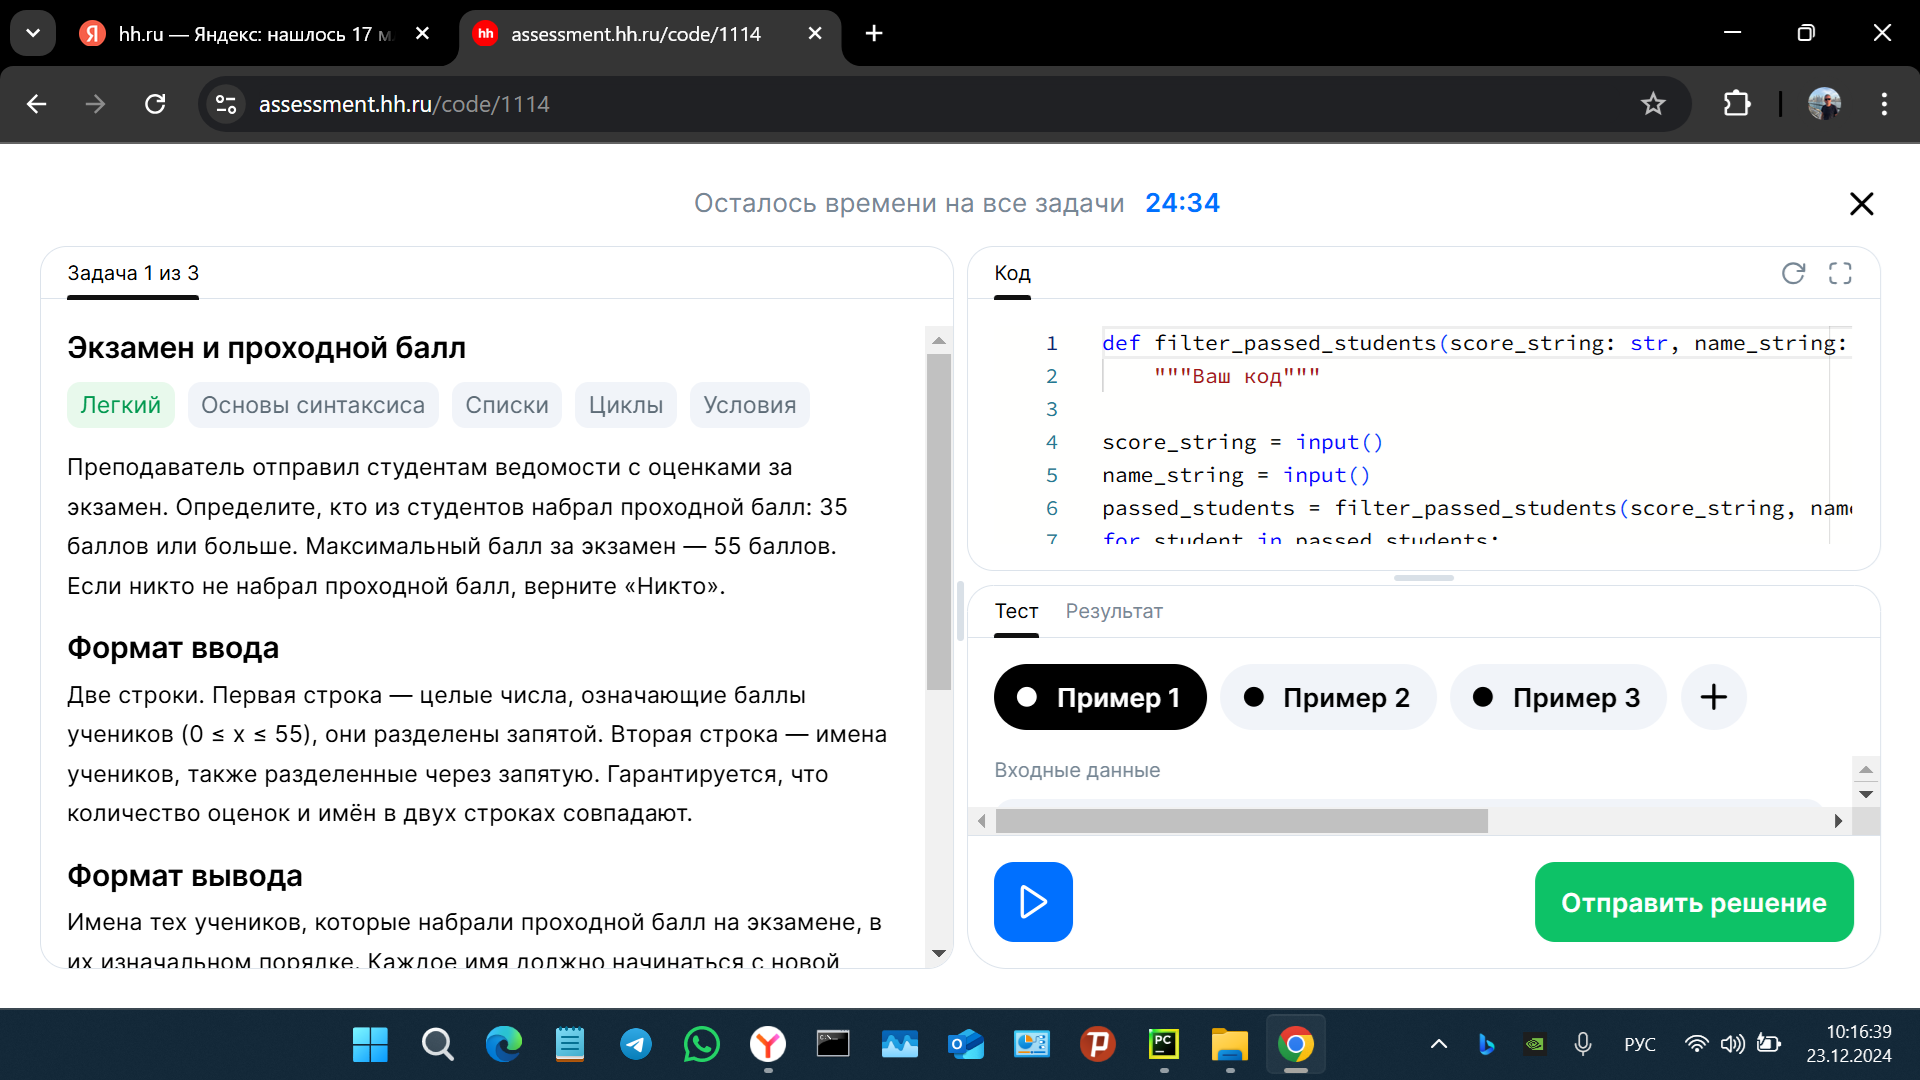 hh.ru — Яндекс: нашлось 17 м
assessment.hh.ru/code/1114
assessment.hh.ru/code/1114
Осталось времени на все задачи 24:34
Задача 1 из 3
Экзамен и проходной балл
Легкий Основы синтаксиса Списки Циклы Условия
Преподаватель отправил студентам ведомости с оценками за
экзамен. Определите, кто из студентов набрал проходной балл: 35
баллов или больше. Максимальный балл за экзамен — 55 баллов.
Если никто не набрал проходной балл, верните «Никто».
Формат ввода
Две строки. Первая строка — целые числа, означающие баллы
учеников (0 ≤ x ≤ 55), они разделены запятой. Вторая строка — имена
учеников, также разделенные через запятую. Гарантируется, что
количество оценок и имён в двух строках совпадают.
Формат вывода
Имена тех учеников, которые набрали проходной балл на экзамене, в
их изначальном порядке. Каждое имя должно начинаться с новой
Код
1 def filter_passed_students(score_string: str, name_string:
2 """Ваш код"""
3
4 score_string = input()
5 name_string = input()
6 passed_students = filter_passed_students(score_string, name
7 for student in passed_students:
Тест Результат
Пример 1 Пример 2 Пример 3
Входные данные
Отправить решение
РУС
10:16:39
23.12.2024